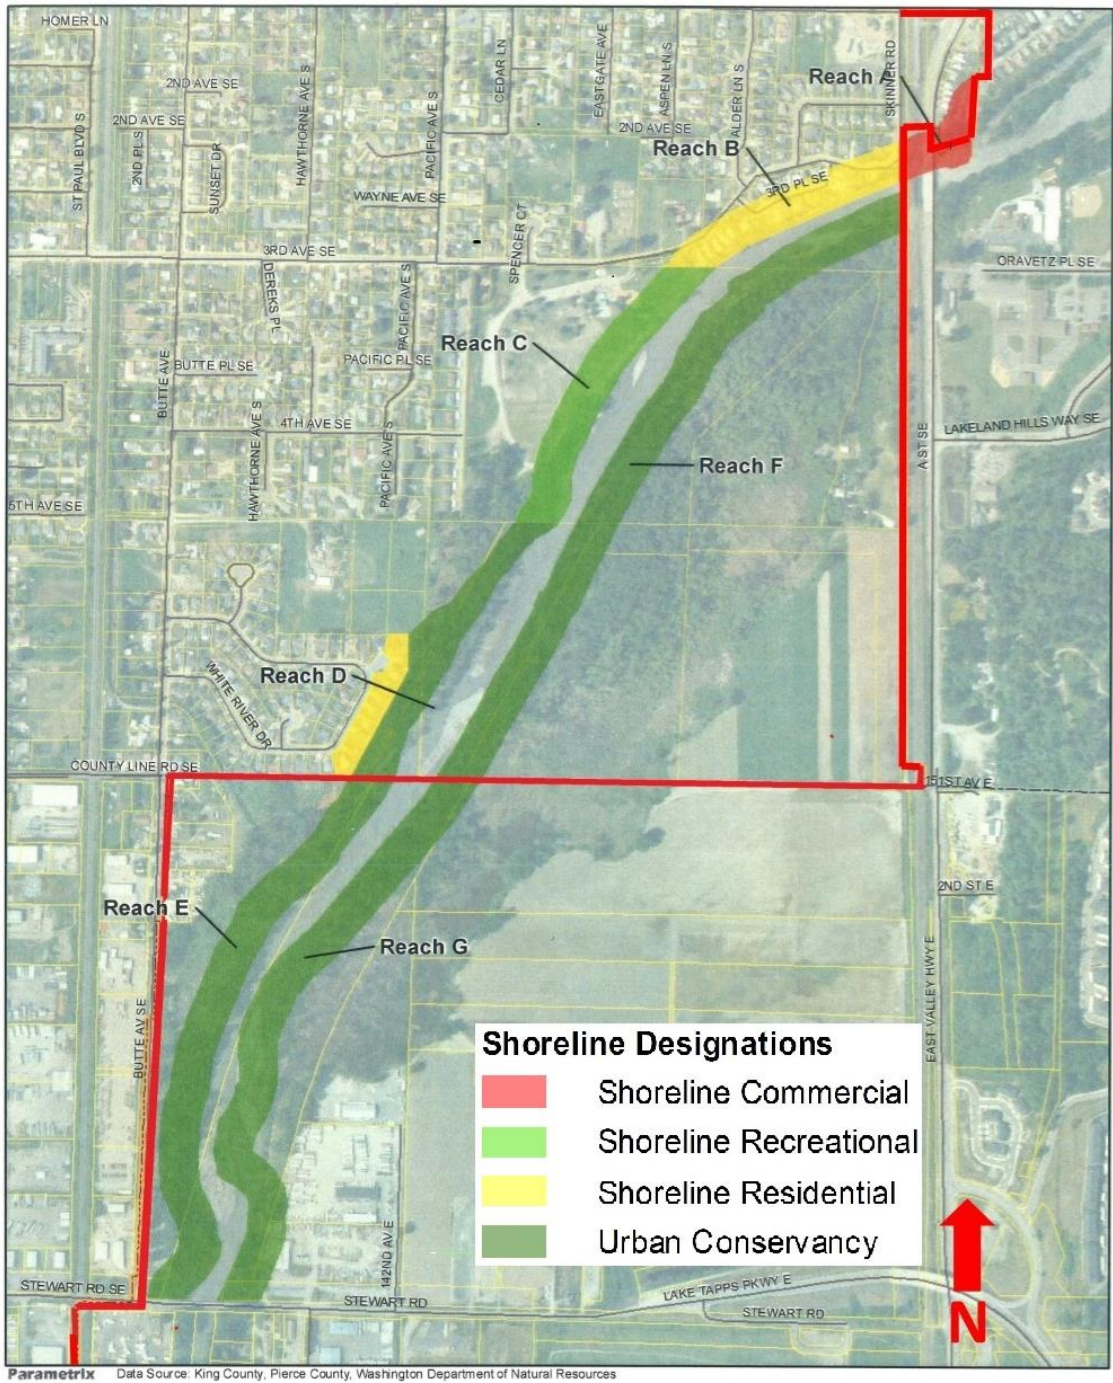 HOMER LN
2ND AVE SE
2ND AVE SE
ST PAUL BLVD S
2ND PL S
SUNSET DR
HAWTHORNE AVE S
PACIFIC AVE S
CEDAR LN
EASTGATE AVE
ASPEN LN S
ALDER LN S
SKINNER RD
Reach A
2ND AVE SE
Reach B
3RD PL SE
WAYNE AVE SE
SPENCER CT
3RD AVE SE
DEREKS PL
PACIFIC AVE S
ORAVETZ PL SE
Reach C
BUTTE AVE
BUTTE PL SE
PACIFIC PL SE
4TH AVE SE
HAWTHORNE AVE S
PACIFIC AVE S
A ST SE
LAKELAND HILLS WAY SE
Reach F
5TH AVE SE
WHITE RIVER DR
Reach D
COUNTY LINE RD SE
151ST AV E
2ND ST E
Reach E
Reach G
EAST VALLEY HWY E
BUTTE AV SE
Shoreline Designations
Shoreline Commercial
Shoreline Recreational
Shoreline Residential
Urban Conservancy
142ND AV E
STEWART RD SE
STEWART RD
LAKE TAPPS PKWY E
STEWART RD
N
Parametrix Data Source: King County, Pierce County, Washington Department of Natural Resources